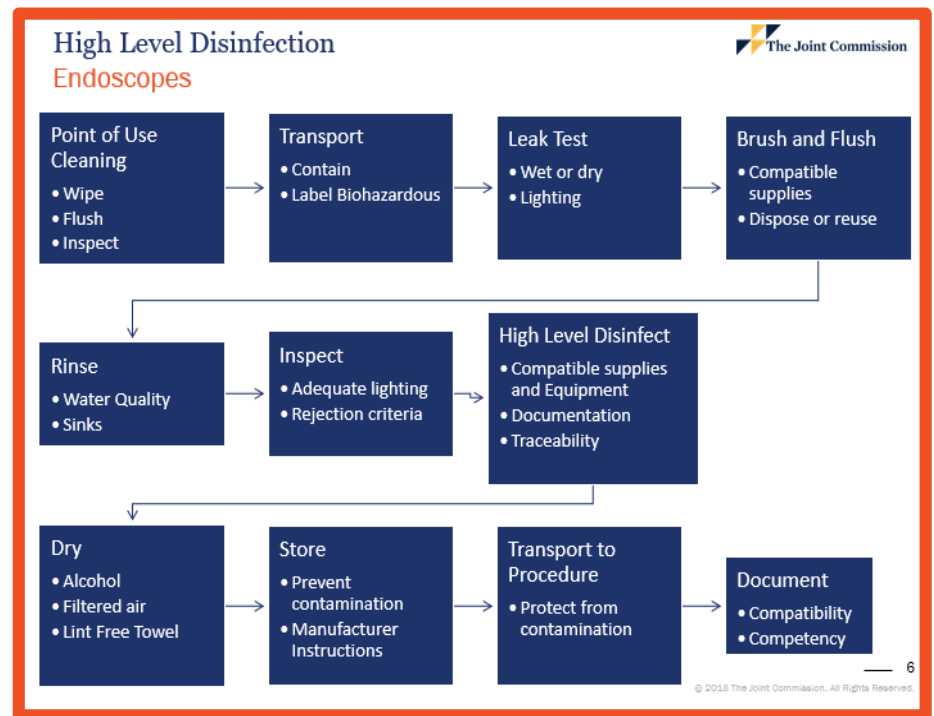 High Level Disinfection
The Joint Commission
Endoscopes
Point of Use
Cleaning
• Wipe
• Flush
• Inspect
Transport
• Contain
• Label Biohazardous
Leak Test
• Wet or dry
• Lighting
Brush and Flush
• Compatible
supplies
• Dispose or reuse
Rinse
• Water Quality
• Sinks
Inspect
• Adequate lighting
• Rejection criteria
High Level Disinfect
• Compatible supplies
and Equipment
• Documentation
• Traceability
Dry
• Alcohol
• Filtered air
• Lint Free Towel
Store
• Prevent
contamination
• Manufacturer
Instructions
Transport to
Procedure
• Protect from
contamination
Document
• Compatibility
• Competency
6
© 2018 The Joint Commission. All Rights Reserved.